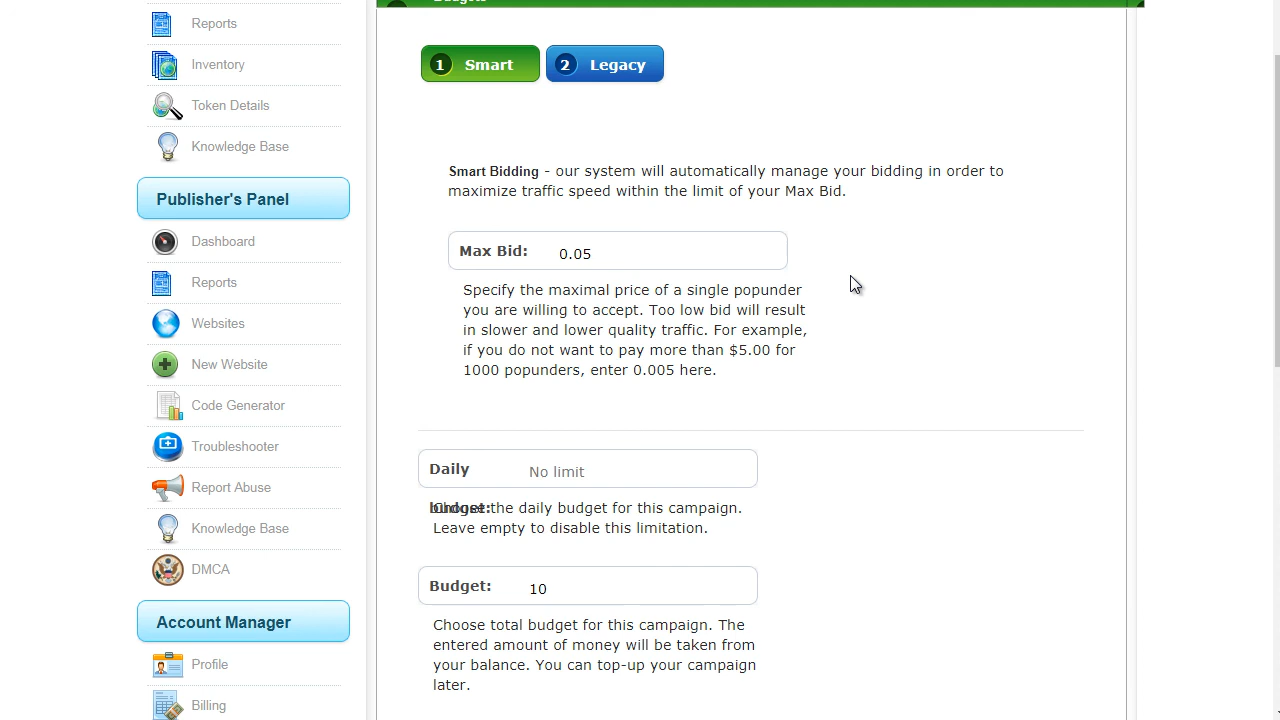 Reports
Inventory
Token Details
Knowledge Base
Publisher's Panel
Dashboard
Reports
Websites
New Website
Code Generator
Troubleshooter
Report Abuse
Knowledge Base
DMCA
Account Manager
Profile
Billing
1 Smart
2 Legacy
Smart Bidding - our system will automatically manage your bidding in order to
maximize traffic speed within the limit of your Max Bid.
Max Bid: 0.05
Specify the maximal price of a single popunder
you are willing to accept. Too low bid will result
in slower and lower quality traffic. For example,
if you do not want to pay more than $5.00 for
1000 popunders, enter 0.005 here.
Daily No limit
budget:
Choose the daily budget for this campaign.
Leave empty to disable this limitation.
Budget: 10
Choose total budget for this campaign. The
entered amount of money will be taken from
your balance. You can top-up your campaign
later.